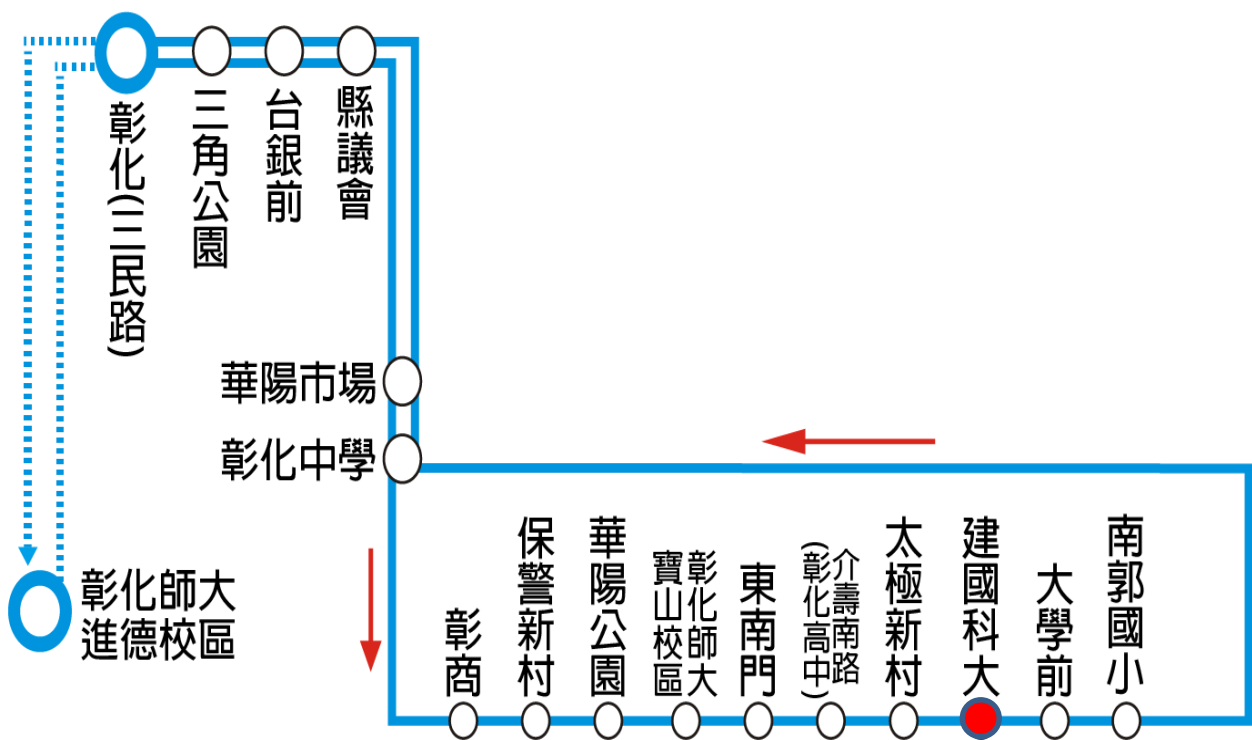 彰化(三民路)
三角公園
台銀前
縣議會
華陽市場
彰化中學
彰化師大
進德校區
彰商
保警新村
華陽公園
彰化師大
寶山校區
東南門
介壽南路
(彰化高中)
太極新村
建國科大
大學前
南郭國小